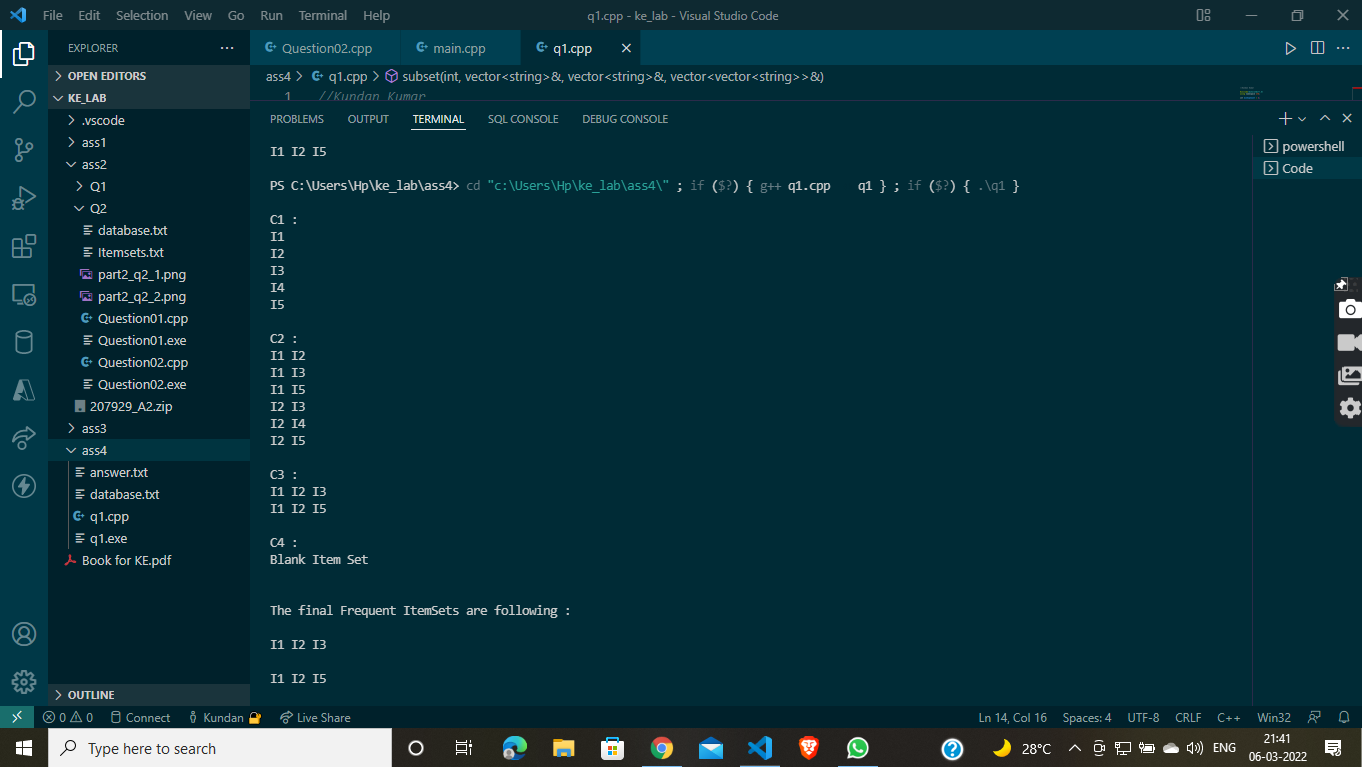 File Edit Selection View Go Run Terminal Help q1.cpp - ke_lab - Visual Studio Code
EXPLORER
OPEN EDITORS
KE_LAB
.vscode
ass1
ass2
Q1
Q2
database.txt
Itemsets.txt
part2_q2_1.png
part2_q2_2.png
Question01.cpp
Question01.exe
Question02.cpp
Question02.exe
207929_A2.zip
ass3
ass4
answer.txt
database.txt
q1.cpp
q1.exe
Book for KE.pdf
OUTLINE
Question02.cpp main.cpp q1.cpp
ass4 > q1.cpp > subset(int, vector<string>&, vector<string>&, vector<vector<string>>&)
1 //Kundan Kumar
PROBLEMS OUTPUT TERMINAL SQL CONSOLE DEBUG CONSOLE
I1 I2 I5
PS C:\Users\Hp\ke_lab\ass4> cd "c:\Users\Hp\ke_lab\ass4\" ; if ($?) { g++ q1.cpp q1 } ; if ($?) { .\q1 }
C1 :
I1
I2
I3
I4
I5
C2 :
I1 I2
I1 I3
I1 I5
I2 I3
I2 I4
I2 I5
C3 :
I1 I2 I3
I1 I2 I5
C4 :
Blank Item Set
The final Frequent ItemSets are following :
I1 I2 I3
I1 I2 I5
powershell
Code
0 0 Connect Kundan Live Share Ln 14, Col 16 Spaces: 4 UTF-8 CRLF C++ Win32
Type here to search
28°C ENG
21:41
06-03-2022